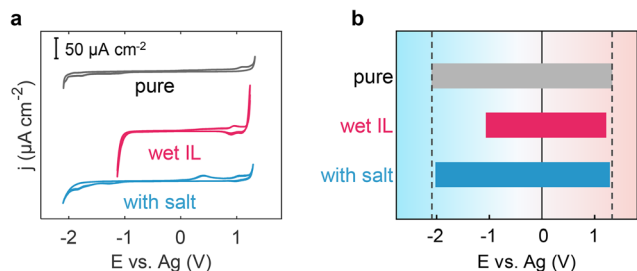 a
50 µA cm-2
j (µA cm-2)
pure
wet IL
with salt
-2
-1
0
1
E vs. Ag (V)
b
pure
wet IL
with salt
-2
-1
0
1
E vs. Ag (V)